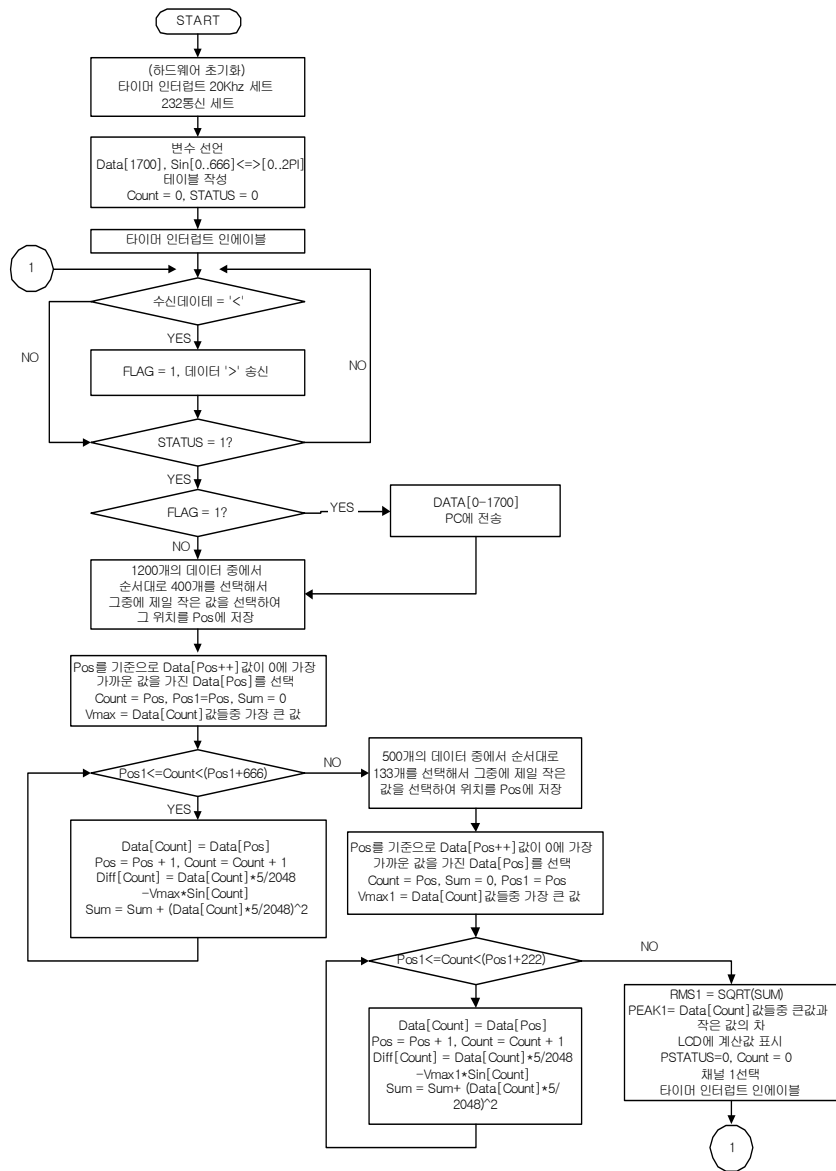 START
(하드웨어 초기화)
타이머 인터럽트 20Khz 세트
232통신 세트
변수 선언
Data[1700], Sin[0..666]<=>[0..2PI]
테이블 작성
Count = 0, STATUS = 0
타이머 인터럽트 인에이블
1
수신데이테 = '<'
YES
NO
NO
FLAG = 1, 데이터 '>' 송신
STATUS = 1?
YES
FLAG = 1?
YES
DATA[0-1700]
PC에 전송
NO
1200개의 데이터 중에서
순서대로 400개를 선택해서
그중에 제일 작은 값을 선택하여
그 위치를 Pos에 저장
Pos를 기준으로 Data[Pos++]값이 0에 가장
가까운 값을 가진 Data[Pos]를 선택
Count = Pos, Pos1=Pos, Sum = 0
Vmax = Data[Count]값들중 가장 큰 값
Pos1<=Count<(Pos1+666)
NO
YES
500개의 데이터 중에서 순서대로
133개를 선택해서 그중에 제일 작은
값을 선택하여 위치를 Pos에 저장
Data[Count] = Data[Pos]
Pos = Pos + 1, Count = Count + 1
Diff[Count] = Data[Count]*5/2048
-Vmax*Sin[Count]
Sum = Sum + (Data[Count]*5/2048)^2
Pos를 기준으로 Data[Pos++]값이 0에 가장
가까운 값을 가진 Data[Pos]를 선택
Count = Pos, Sum = 0, Pos1 = Pos
Vmax1 = Data[Count]값들중 가장 큰 값
Pos1<=Count<(Pos1+222)
NO
YES
Data[Count] = Data[Pos]
Pos = Pos + 1, Count = Count + 1
Diff[Count] = Data[Count]*5/2048
-Vmax1*Sin[Count]
Sum = Sum+ (Data[Count]*5/
2048)^2
RMS1 = SQRT(SUM)
PEAK1= Data[Count]값들중 큰값과
작은 값의 차
LCD에 계산값 표시
PSTATUS=0, Count = 0
채널 1선택
타이머 인터럽트 인에이블
1